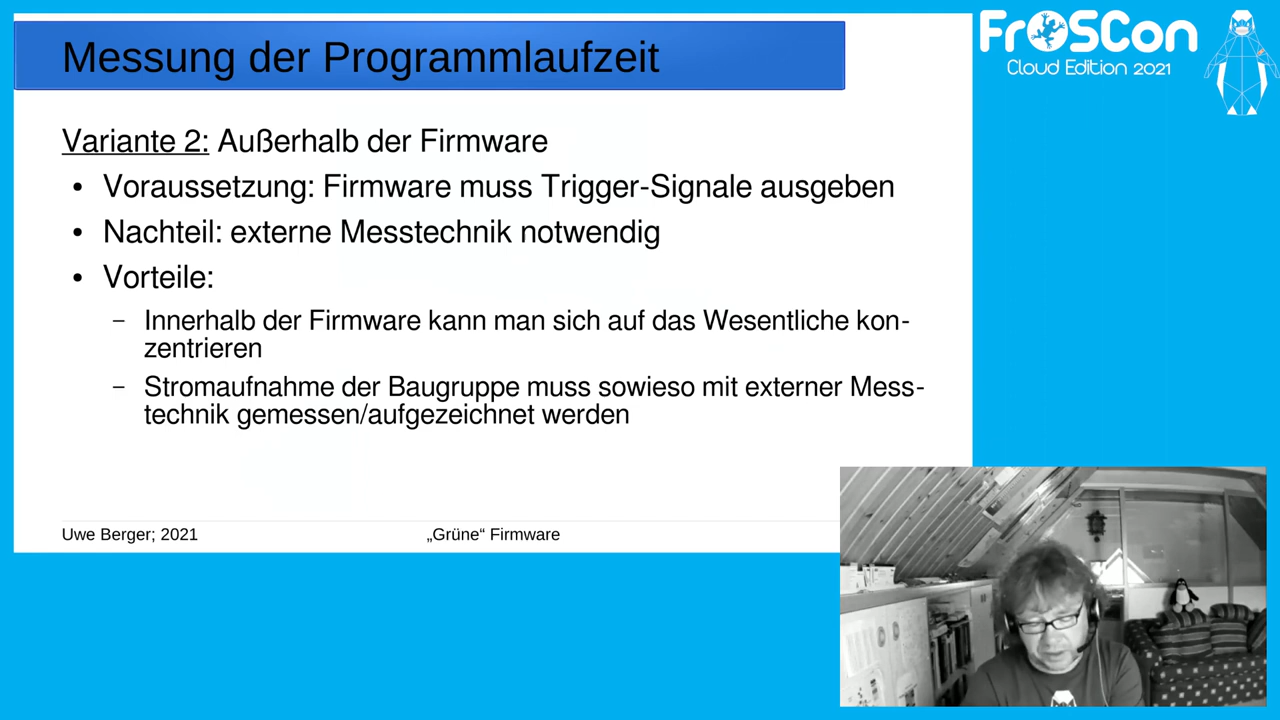 Messung der Programmlaufzeit
FrOSCon
Cloud Edition 2021
Variante 2: Außerhalb der Firmware
• Voraussetzung: Firmware muss Trigger-Signale ausgeben
• Nachteil: externe Messtechnik notwendig
• Vorteile:
– Innerhalb der Firmware kann man sich auf das Wesentliche kon-
zentrieren
– Stromaufnahme der Baugruppe muss sowieso mit externer Mess-
technik gemessen/aufgezeichnet werden
Uwe Berger; 2021
„Grüne“ Firmware